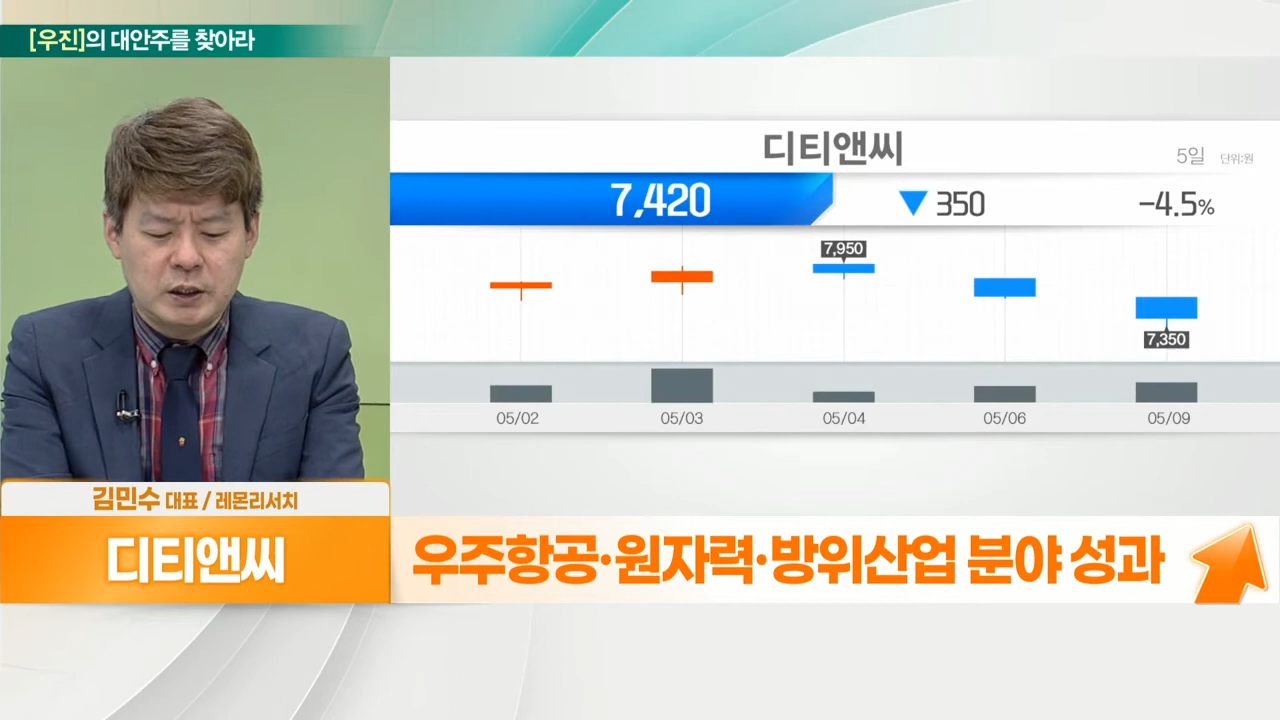 [우진]의 대안주를 찾아라
디티앤씨
5일 단위:원
7,420 ▼ 350 -4.5%
7,950
7,350
05/02 05/03 05/04 05/06 05/09
김민수 대표 / 레몬리서치
디티앤씨
우주항공·원자력·방위산업 분야 성과